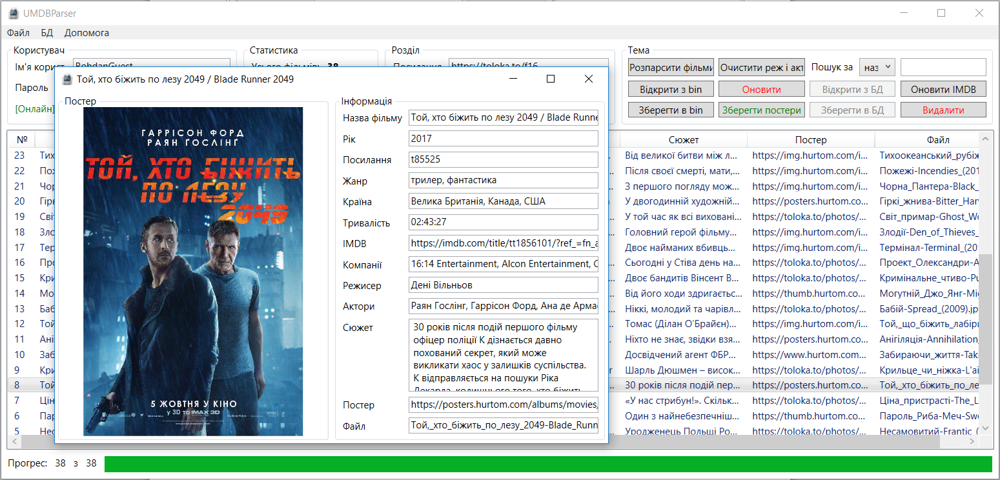 UMDBParser
Файл БД Допомога
Користувач Статистика Розділ Тема
Ім'я корист BohdanGuest Усього фільмів: 38 Посилання https://toloka.to/f16
Розпарсити фільми Очистити реж і акт Пошук за наз
Пароль Відкрити з bin Оновити Відкрити з БД Оновити IMDB
[Онлайн] Зберегти в bin Зберегти постери Зберегти в БД Видалити
Той, хто біжить по лезу 2049 / Blade Runner 2049
Постер
ГАРРІСОН ФОРД
РАЯН ҐОСЛІНҐ
ТОЙ, ХТО БІЖИТЬ
ПО ЛЕЗУ
2049
5 ЖОВТНЯ У КІНО
у 3D та IMAX 3D
Інформація
Назва фільму Той, хто біжить по лезу 2049 / Blade Runne
Рік 2017
Посилання t85525
Жанр трилер, фантастика
Країна Велика Британія, Канада, США
Тривалість 02:43:27
IMDB https://imdb.com/title/tt1856101/?ref_=fn_a
Компанії 16:14 Entertainment, Alcon Entertainment, C
Режисер Дені Вільньов
Актори Раян Гослінг, Гаррісон Форд, Ана де Армас
Сюжет 30 років після подій першого фільму
офіцер поліції К дізнається давно
похований секрет, який може
викликати хаос у залишків суспільства.
К відправляється на пошуки Ріка
Декарда, колишнього того, хто біжить
Постер https://posters.hurtom.com/albums/movies/
Файл Той,_хто_біжить_по_лезу_2049-Blade_Runn
№ Сюжет Постер Файл
23 Тих Від великої битви між л... https://img.hurtom.com/i... Тихоокеанський_рубіж
22 Пож Після своєї смерті, мати,... https://img.hurtom.com/i... Пожежі-Incendies_(201
21 Чор З першого погляду мож... https://img.hurtom.com/i... Чорна_Пантера-Black_
20 Гірк У двогодинній художній... https://posters.hurtom.co... Гіркі_жнива-Bitter_Har
19 Світ У той час як всі виховані... https://toloka.to/photos/... Світ_примар-Ghost_Wo
18 Зло Головний герой фільму... https://toloka.to/photos/... Злодії-Den_of_Thieves_
17 Тер Двоє найманих вбивць... https://toloka.to/photos/... Термінал-Terminal_(20
16 Про Сьогодні у Стіва день на... https://toloka.to/photos/... Проект_Олександри-A
15 Кри Двоє бандитів Вінсент В... https://toloka.to/photos/... Кримінальне_чтиво-Pu
14 Мо Від його ходи здригаєтьс... https://thumb.hurtom.co... Могутній_Джо_Янг-Mi
13 Баб Ніккі, молодий та чарівл... https://toloka.to/photos/... Бабій-Spread_(2009).jp
12 Той Томас (Ділан О’Брайєн)... https://img.hurtom.com/i... Той,_що_біжить_лабір
11 Ані Ніхто не знає, звідки взя... https://posters.hurtom.co... Анігіляція-Annihilation_
10 Заб Досвідчений агент ФБР... https://www.hurtom.com... Забираючи_життя-Tak
9 Кри Шарль Дюшмен – висок... https://toloka.to/photos/... Крильце_чи_ніжка-L'ai
8 Той 30 років після подій пер... https://posters.hurtom.co... Той,_хто_біжить_по_ле
7 Цін «У нас стрибун!». Скільк... https://toloka.to/photos/... Ціна_пристрасті-The_L
6 Пар Один з найнебезпечніш... https://thumb.hurtom.co... Пароль_Риба-Меч-Swo
5 Нес Уродженець Польщі Ро... https://toloka.to/photos/... Несамовитий-Frantic_(
Прогрес: 38 з 38